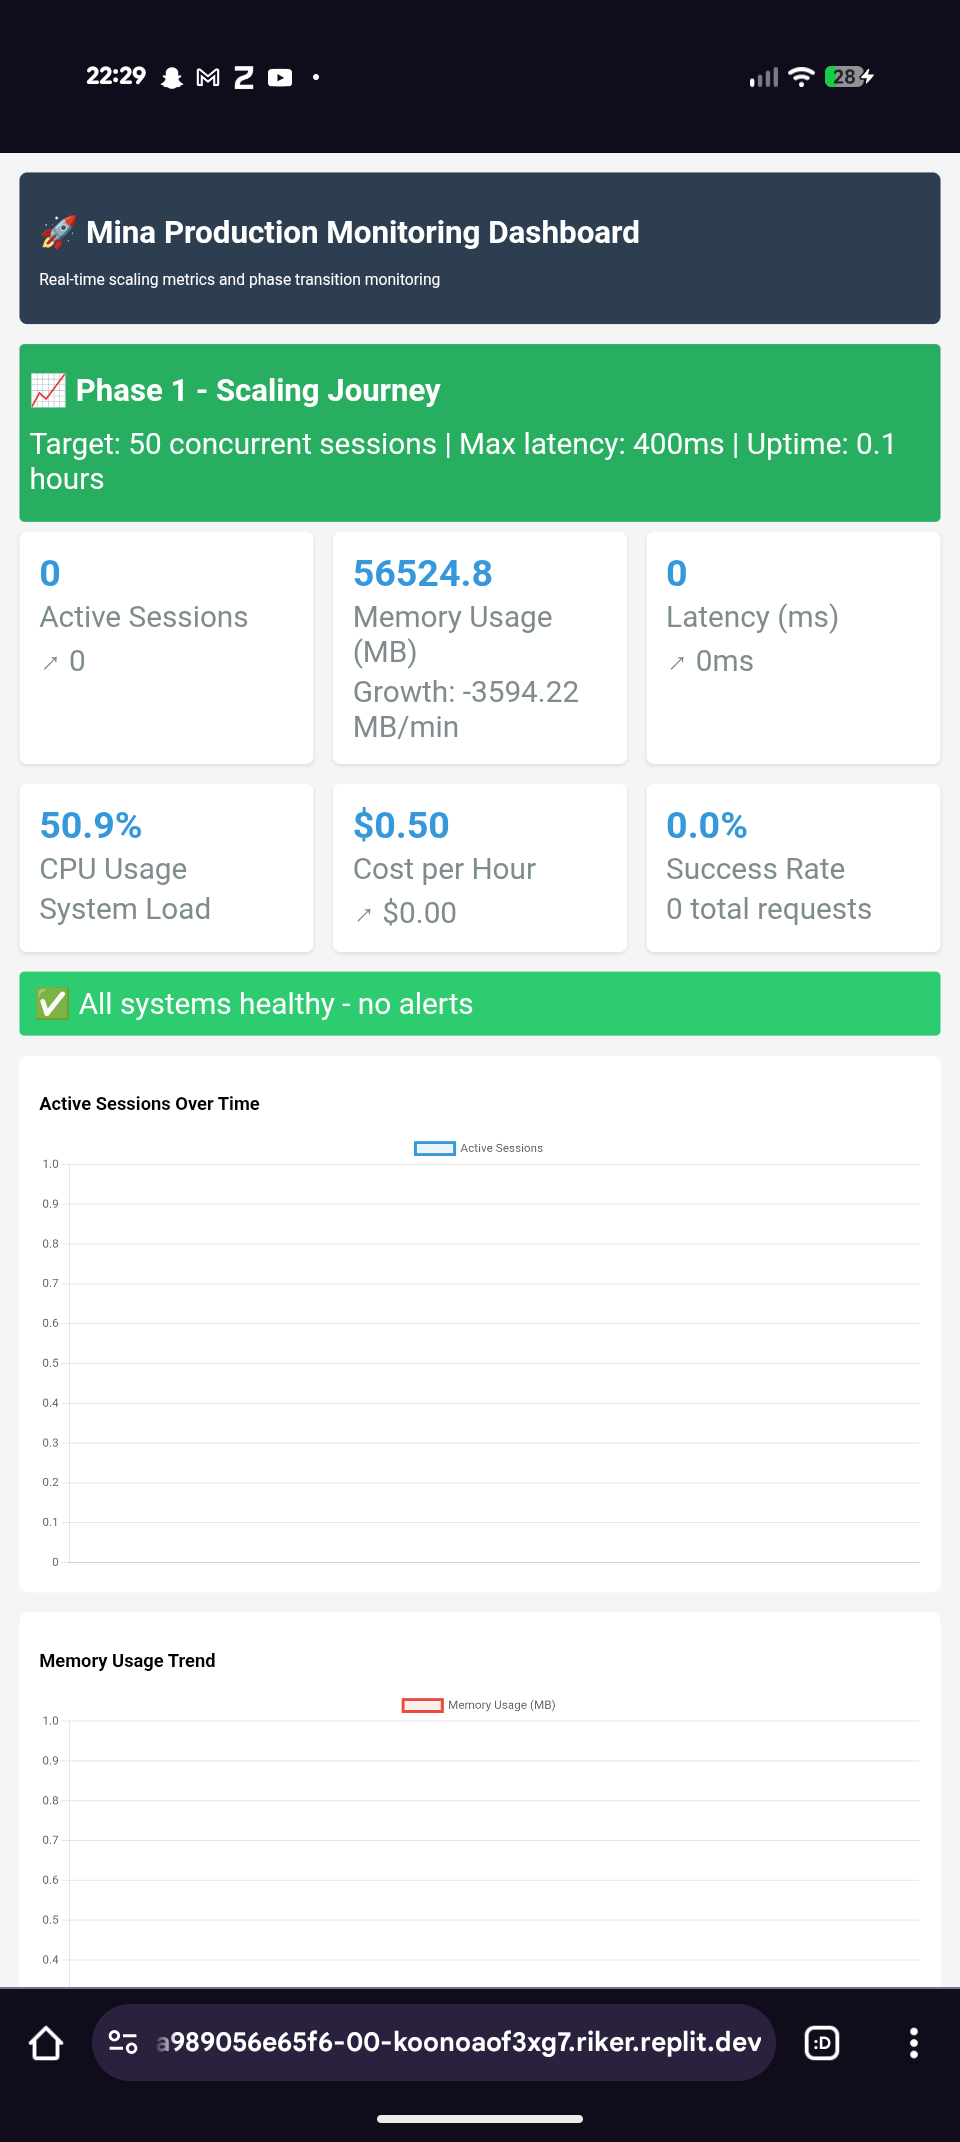 22:29
28
🚀 Mina Production Monitoring Dashboard
Real-time scaling metrics and phase transition monitoring
📈 Phase 1 - Scaling Journey
Target: 50 concurrent sessions | Max latency: 400ms | Uptime: 0.1
hours
0
Active Sessions
↗ 0
56524.8
Memory Usage
(MB)
Growth: -3594.22
MB/min
0
Latency (ms)
↗ 0ms
50.9%
CPU Usage
System Load
$0.50
Cost per Hour
↗ $0.00
0.0%
Success Rate
0 total requests
✅ All systems healthy - no alerts
Active Sessions Over Time
Active Sessions
1.0
0.9
0.8
0.7
0.6
0.5
0.4
0.3
0.2
0.1
0
Memory Usage Trend
Memory Usage (MB)
1.0
0.9
0.8
0.7
0.6
0.5
0.4
a989056e65f6-00-koonoaof3xg7.riker.replit.dev
:D